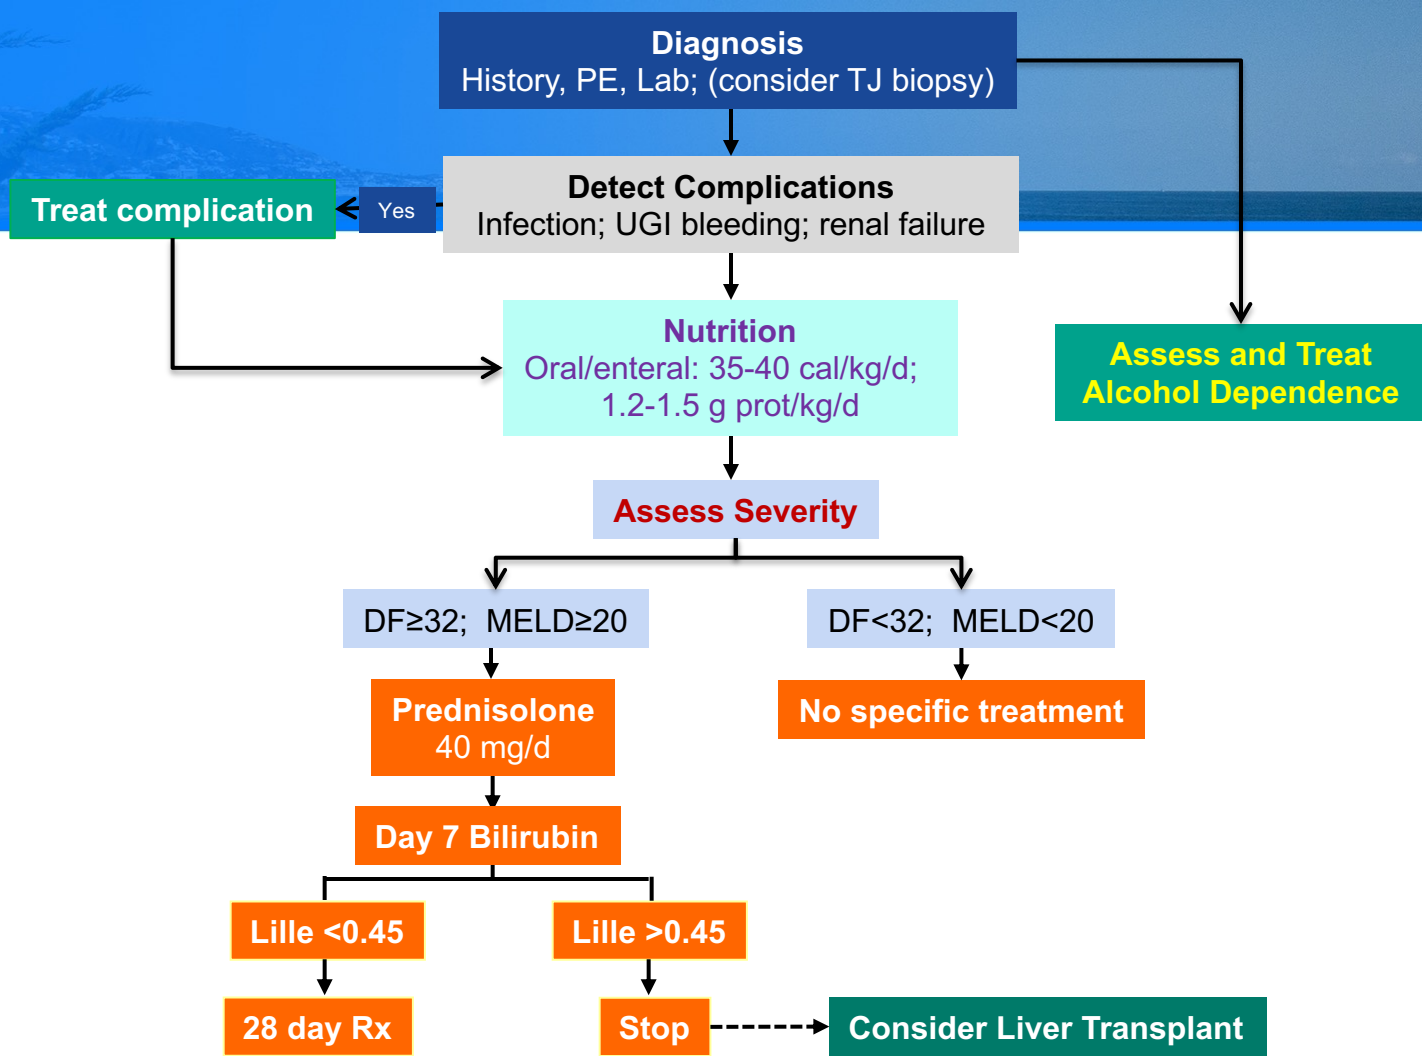 Diagnosis
History, PE, Lab; (consider TJ biopsy)
Detect Complications
Infection; UGI bleeding; renal failure
Yes
Treat complication
Nutrition
Oral/enteral: 35-40 cal/kg/d;
1.2-1.5 g prot/kg/d
Assess and Treat
Alcohol Dependence
Assess Severity
DF≥32; MELD≥20
DF<32; MELD<20
Prednisolone
40 mg/d
No specific treatment
Day 7 Bilirubin
Lille <0.45
Lille >0.45
28 day Rx
Stop
Consider Liver Transplant